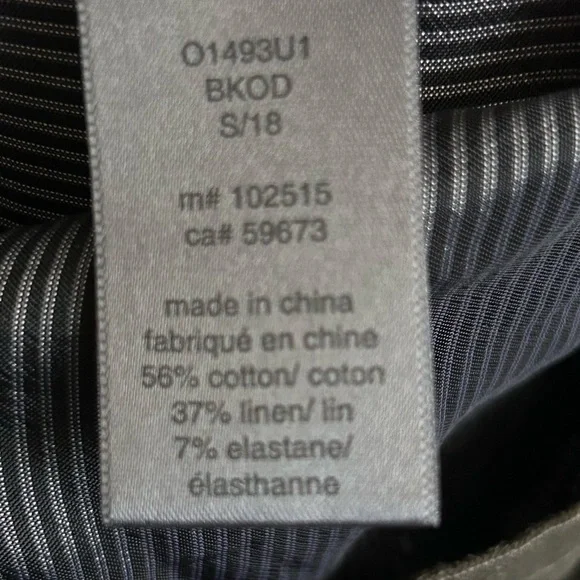 O1493U1
BKOD
S/18
rn# 102515
ca# 59673
made in china
fabriqué en chine
56% cotton/ coton
37% linen/ lin
7% elastane/
élasthanne